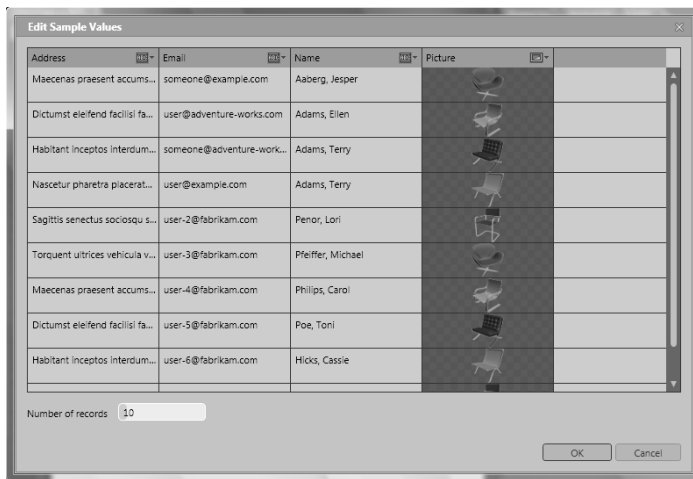 Edit Sample Values
Address Email Name Picture
Maecenas praesent accums... someone@example.com Aaberg, Jesper
Dictumst eleifend facilisi fa... user@adventure-works.com Adams, Ellen
Habitant inceptos interdum... someone@adventure-work... Adams, Terry
Nascetur pharetra placerat... user@example.com Adams, Terry
Sagittis senectus sociosqu s... user-2@fabrikam.com Penor, Lori
Torquent ultrices vehicula v... user-3@fabrikam.com Pfeiffer, Michael
Maecenas praesent accums... user-4@fabrikam.com Philips, Carol
Dictumst eleifend facilisi fa... user-5@fabrikam.com Poe, Toni
Habitant inceptos interdum... user-6@fabrikam.com Hicks, Cassie
Number of records 10
OK Cancel